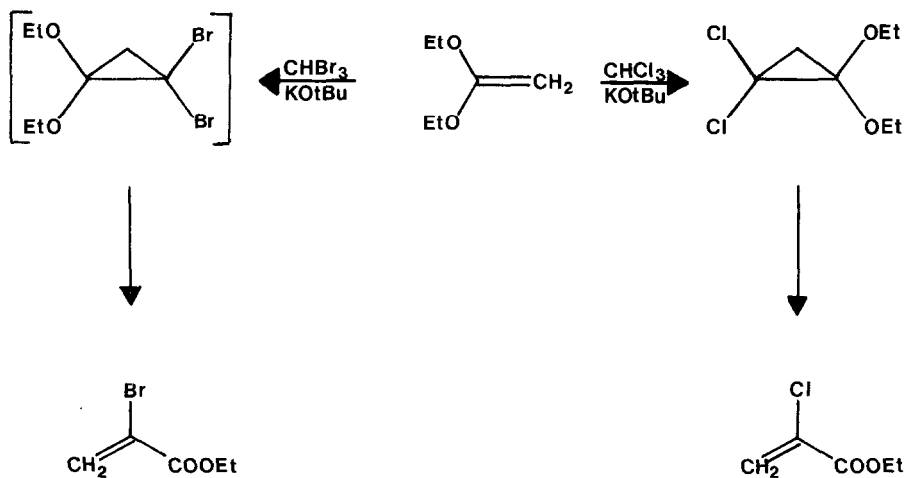 EtO
Br
EtO
Br
CHBr3
KOtBu
EtO
EtO
CH2
CHCl3
KOtBu
Cl
Cl
OEt
OEt
Br
CH2
COOEt
Cl
CH2
COOEt